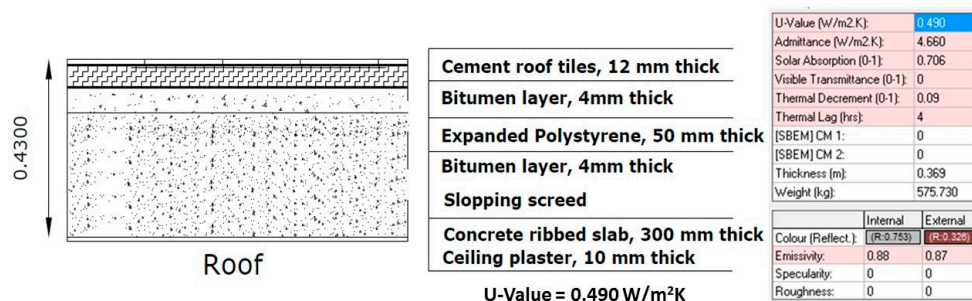 0.4300
Roof
Cement roof tiles, 12 mm thick
Bitumen layer, 4mm thick
Expanded Polystyrene, 50 mm thick
Bitumen layer, 4mm thick
Slopping screed
Concrete ribbed slab, 300 mm thick
Ceiling plaster, 10 mm thick
U-Value = 0.490 W/m²K
U-Value (W/m2.K): 0.490
Admittance (W/m2.K): 4.660
Solar Absorption (0-1): 0.706
Visible Transmittance (0-1): 0
Thermal Decrement (0-1): 0.09
Thermal Lag (hrs): 4
[SBEM] CM 1: 0
[SBEM] CM 2: 0
Thickness (m): 0.369
Weight (kg): 575.730
Internal External
Colour (Reflect.): (R:0.753) (R:0.326)
Emissivity: 0.88 0.87
Specularity: 0 0
Roughness: 0 0